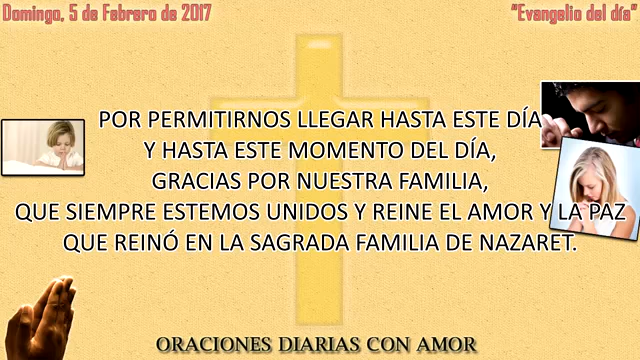 Domingo, 5 de Febrero de 2017
"Evangelio del día"
POR PERMITIRNOS LLEGAR HASTA ESTE DÍA
Y HASTA ESTE MOMENTO DEL DÍA,
GRACIAS POR NUESTRA FAMILIA,
QUE SIEMPRE ESTEMOS UNIDOS Y REINE EL AMOR Y LA PAZ
QUE REINÓ EN LA SAGRADA FAMILIA DE NAZARET.
ORACIONES DIARIAS CON AMOR